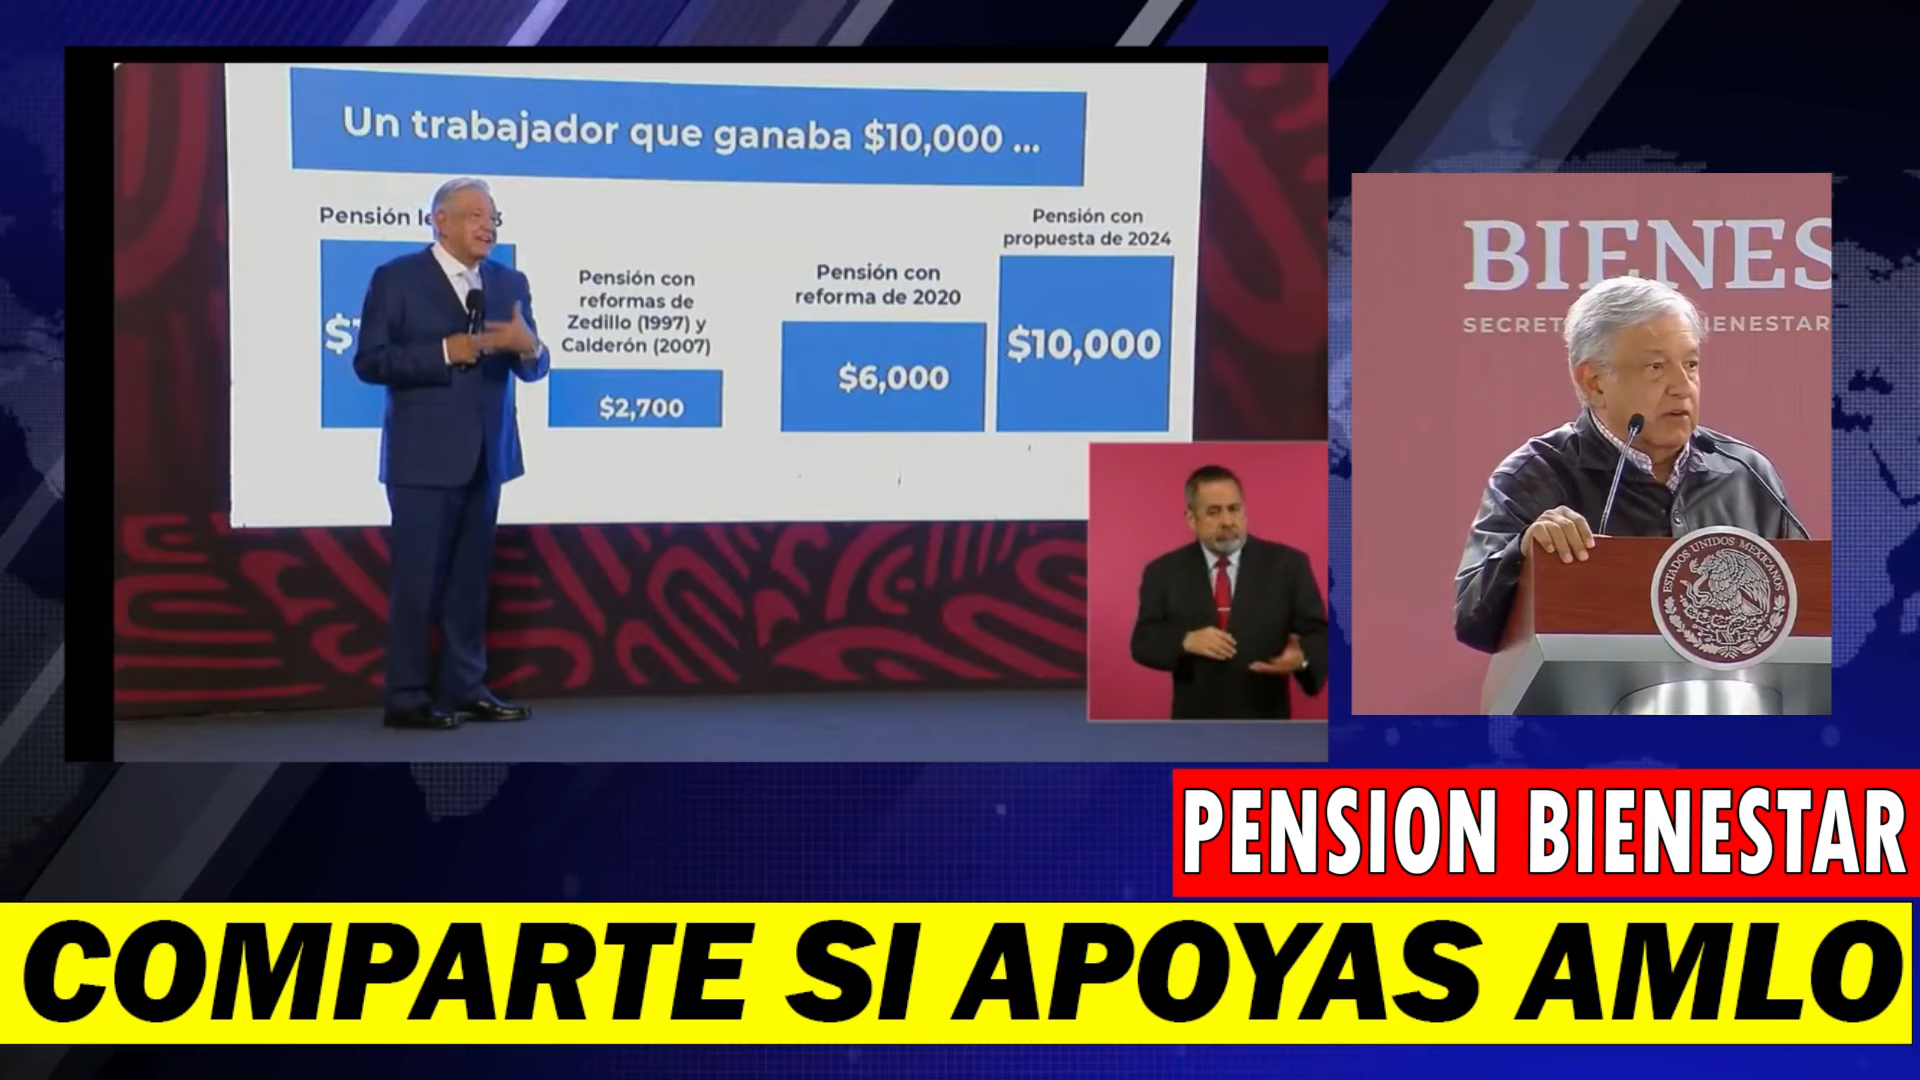 Un trabajador que ganaba $10,000 ...
Pensión
Pensión con
reformas de
Zedillo (1997) y
Calderón (2007)
$2,700
Pensión con
reforma de 2020
$6,000
Pensión con
propuesta de 2024
$10,000
BIENES
SECRET IENESTAR
ESTADOS UNIDOS MEXICANOS
PENSION BIENESTAR
COMPARTE SI APOYAS AMLO